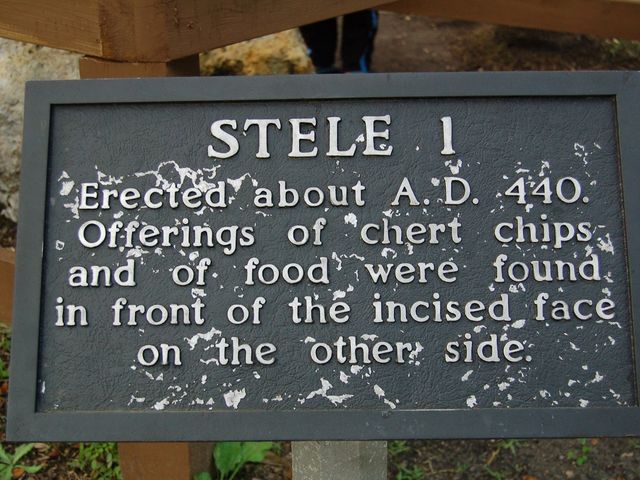 STELE 1
Erected about A.D. 440.
Offerings of chert chips
and of food were found
in front of the incised face
on the other side.